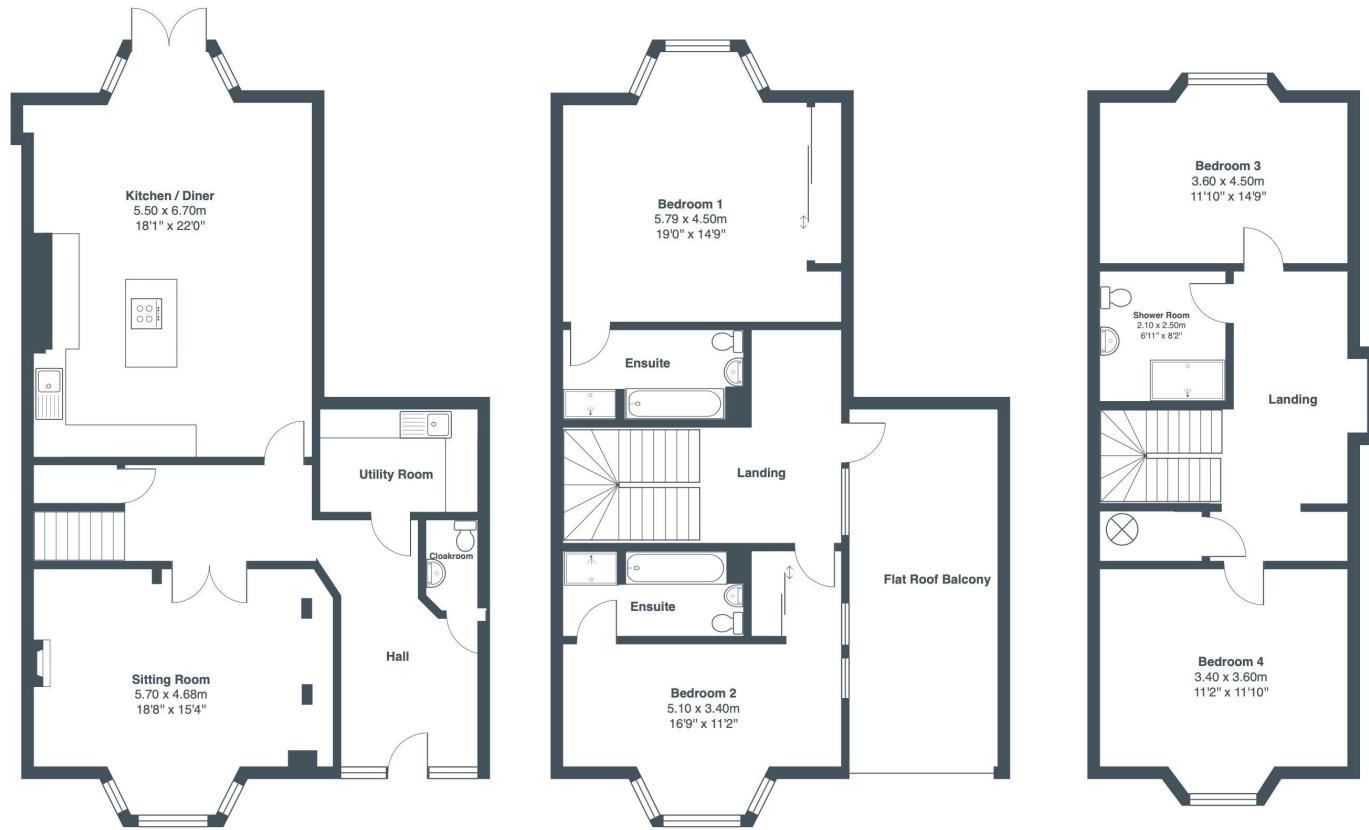 Kitchen / Diner
5.50 x 6.70m
18'1" x 22'0"
Utility Room
Cloakroom
Hall
Sitting Room
5.70 x 4.68m
18'8" x 15'4"
Bedroom 1
5.79 x 4.50m
19'0" x 14'9"
Ensuite
Landing
Ensuite
Flat Roof Balcony
Bedroom 2
5.10 x 3.40m
16'9" x 11'2"
Bedroom 3
3.60 x 4.50m
11'10" x 14'9"
Shower Room
2.10 x 2.50m
6'11" x 8'2"
Landing
Bedroom 4
3.40 x 3.60m
11'2" x 11'10"